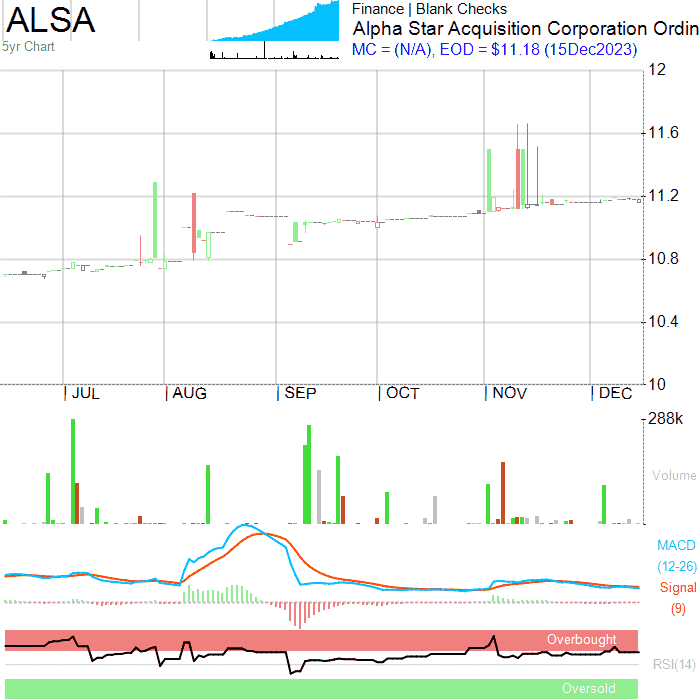 ALSA
5yr Chart
Finance | Blank Checks
Alpha Star Acquisition Corporation Ordin
MC = (N/A), EOD = $11.18 (15Dec2023)
12
11.6
11.2
10.8
10.4
10
| JUL | AUG | SEP | OCT | NOV | DEC
288k
Volume
MACD
(12-26)
Signal
(9)
Overbought
RSI(14)
Oversold